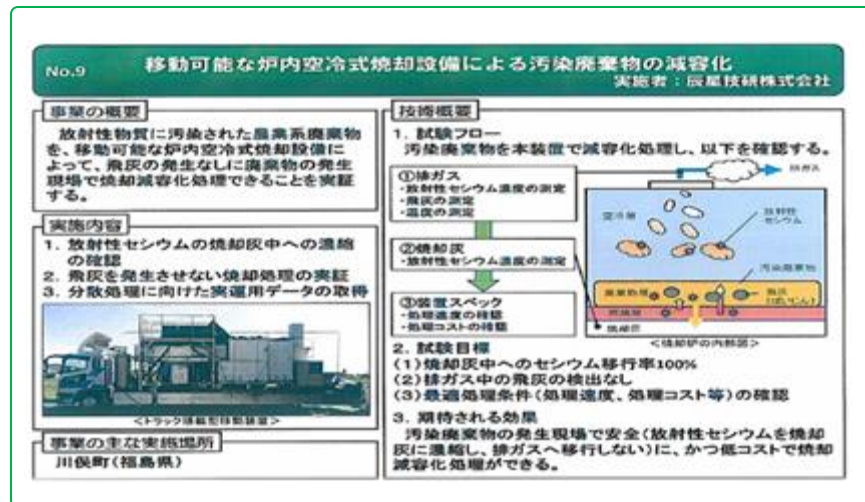 No.9
移動可能な炉内空冷式焼却設備による汚染廃棄物の減容化
実施者：辰星技研株式会社
事業の概要
放射性物質に汚染された農業系廃棄物
を、移動可能な炉内空冷式焼却設備に
よって、飛灰の発生なしに廃棄物の発生
現場で焼却減容化処理できることを実証
する。
実施内容
1. 放射性セシウムの焼却灰中への濃縮
の確認
2. 飛灰を発生させない焼却処理の実証
3. 分散処理に向けた実運用データの取得
<トラック搭載型移動装置>
事業の主な実施場所
川俣町(福島県)
技術概要
1. 試験フロー
汚染廃棄物を本装置で減容化処理し、以下を確認する。
①排ガス
・放射性セシウム濃度の測定
・飛灰の測定
・温度の測定
②焼却灰
・放射性セシウム濃度の測定
③装置スペック
・処理速度の確認
・処理コストの確認
排ガス
空冷層
放射性
セシウム
汚染廃棄物
飛灰
(ばいじん)
燃焼層
焼却灰
<焼却炉の内部図>
2. 試験目標
(1)焼却灰中へのセシウム移行率100%
(2)排ガス中の飛灰の検出なし
(3)最適処理条件(処理速度、処理コスト等)の確認
3. 期待される効果
汚染廃棄物の発生現場で安全(放射性セシウムを焼却
灰に濃縮し、排ガスへ移行しない)に、かつ低コストで焼却
減容化処理ができる。